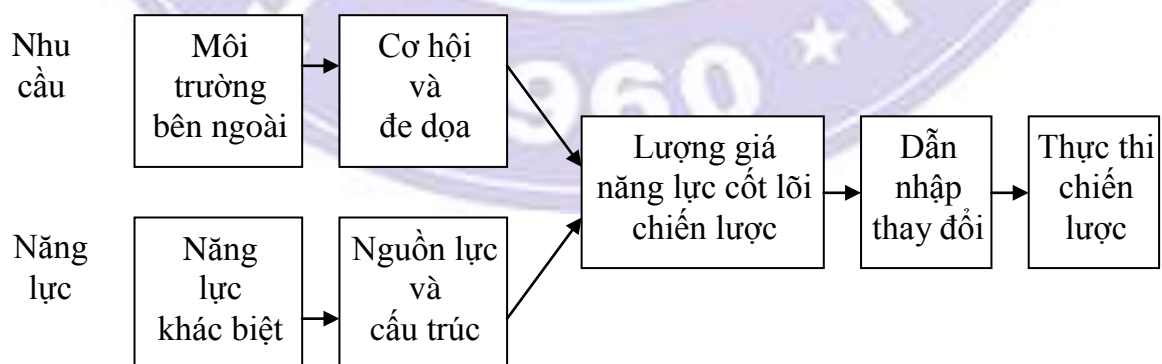 Nhu
cầu
Môi
trường
bên ngoài
Cơ hội
và
đe dọa
960
Lượng giá
năng lực cốt lõi
chiến lược
Dẫn
nhập
thay đổi
Thực thi
chiến
lược
Năng
lực
Năng
lực
khác biệt
Nguồn lực
và
cấu trúc